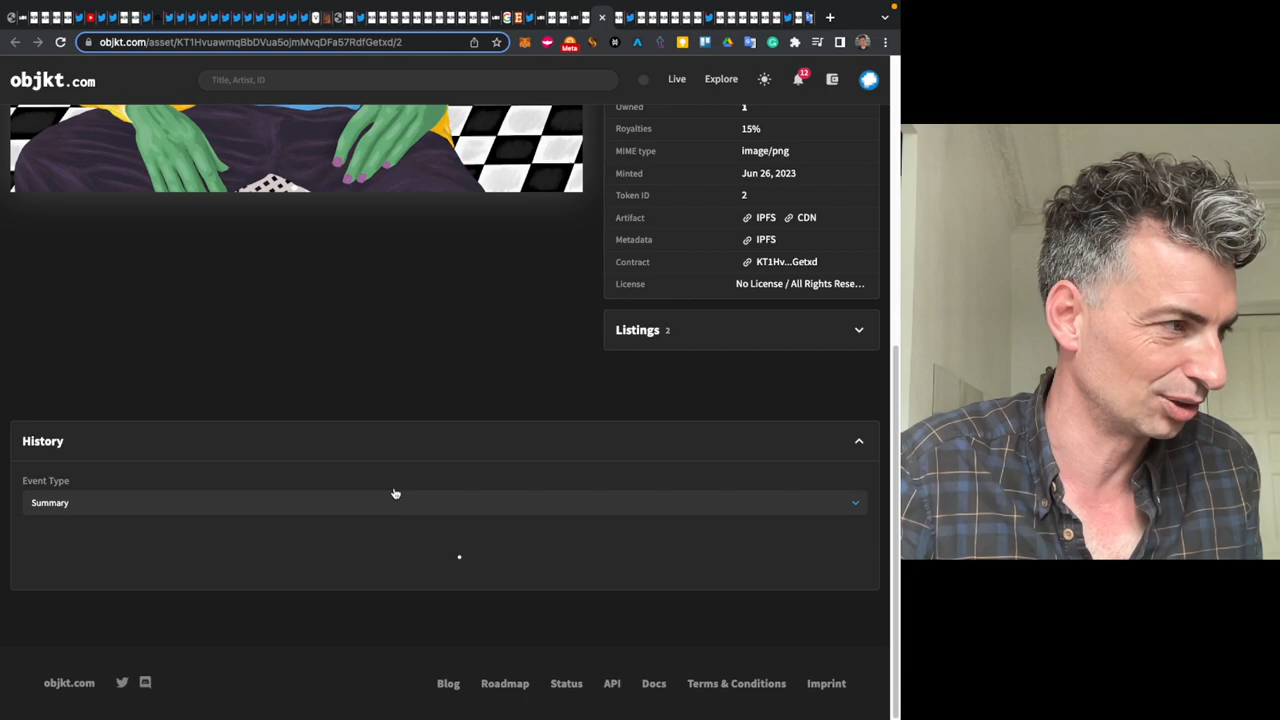 objkt.com/asset/KT1HvuawmqBbDVua5ojmMvqDFa57RdfGetxd/2
Meta
objkt.com
Title, Artist, ID
Live
Explore
12
Owned 1
Royalties 15%
MIME type image/png
Minted Jun 26, 2023
Token ID 2
Artifact IPFS CDN
Metadata IPFS
Contract KT1Hv...Getxd
License No License / All Rights Rese...
Listings 2
History
Event Type
Summary
objkt.com
Blog Roadmap Status API Docs Terms & Conditions Imprint